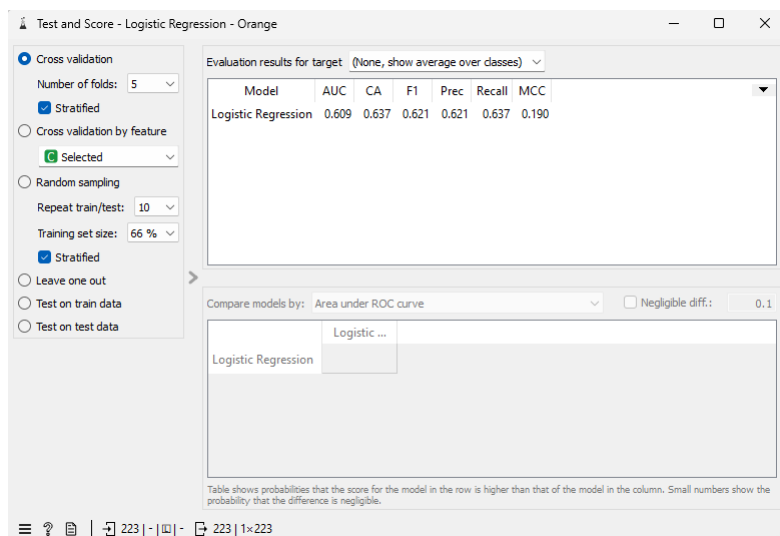 Test and Score - Logistic Regression - Orange
Cross validation
Number of folds: 5
Stratified
Cross validation by feature
C Selected
Random sampling
Repeat train/test: 10
Training set size: 66 %
Stratified
Leave one out
Test on train data
Test on test data
Evaluation results for target (None, show average over classes)
Model AUC CA F1 Prec Recall MCC
Logistic Regression 0.609 0.637 0.621 0.621 0.637 0.190
Compare models by: Area under ROC curve Negligible diff.: 0.1
Logistic ...
Logistic Regression
Table shows probabilities that the score for the model in the row is higher than that of the model in the column. Small numbers show the
probability that the difference is negligible.
223 | - | | - 223 | 1×223